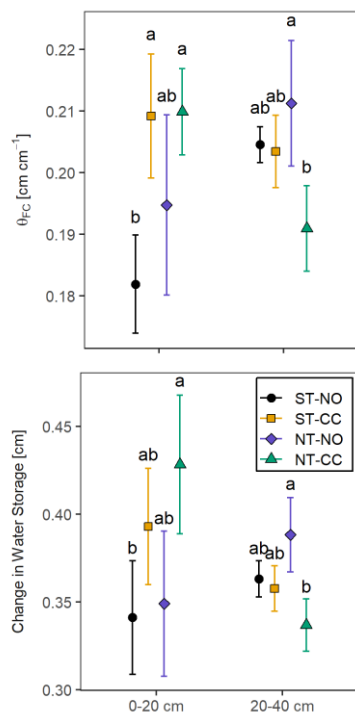 0.22
0.21
0.20
0.19
0.18
θFC [cm cm⁻¹]
a
a
a
ab
ab
ab
b
b
0.45
0.40
0.35
0.30
Change in Water Storage [cm]
ST-NO
ST-CC
NT-NO
NT-CC
a
ab
a
b
ab
ab
ab
b
0-20 cm
20-40 cm